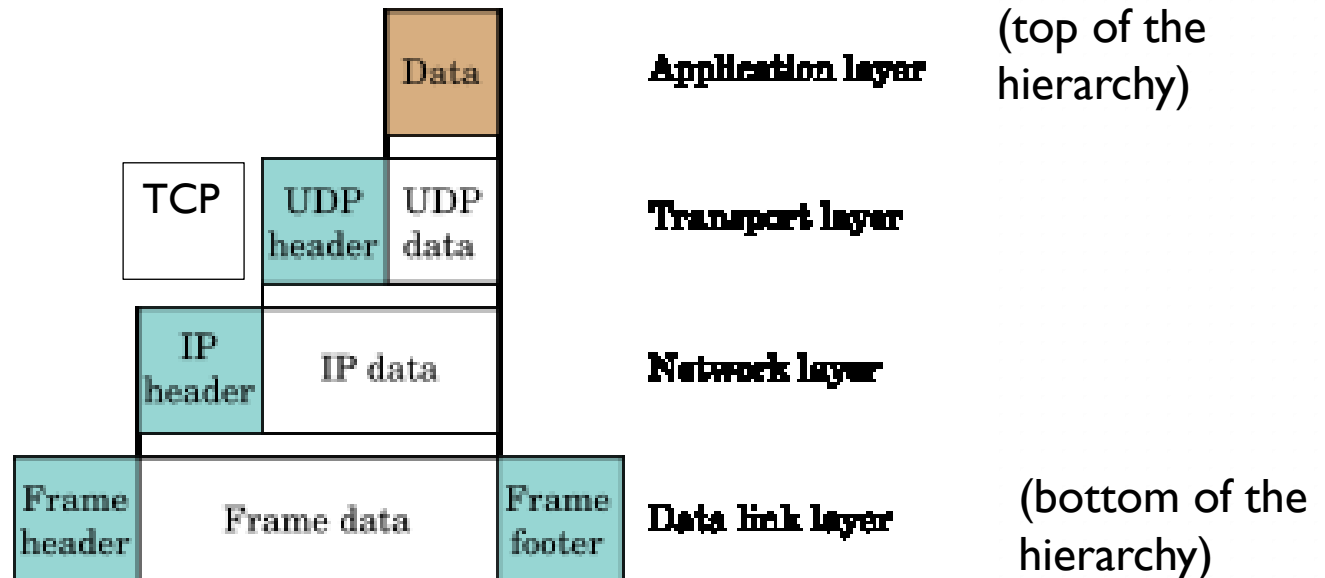 Data
Application layer
(top of the
hierarchy)
TCP
UDP
header
UDP
data
Transport layer
IP
header
IP data
Network layer
Frame
header
Frame data
Frame
footer
Data link layer
(bottom of the
hierarchy)